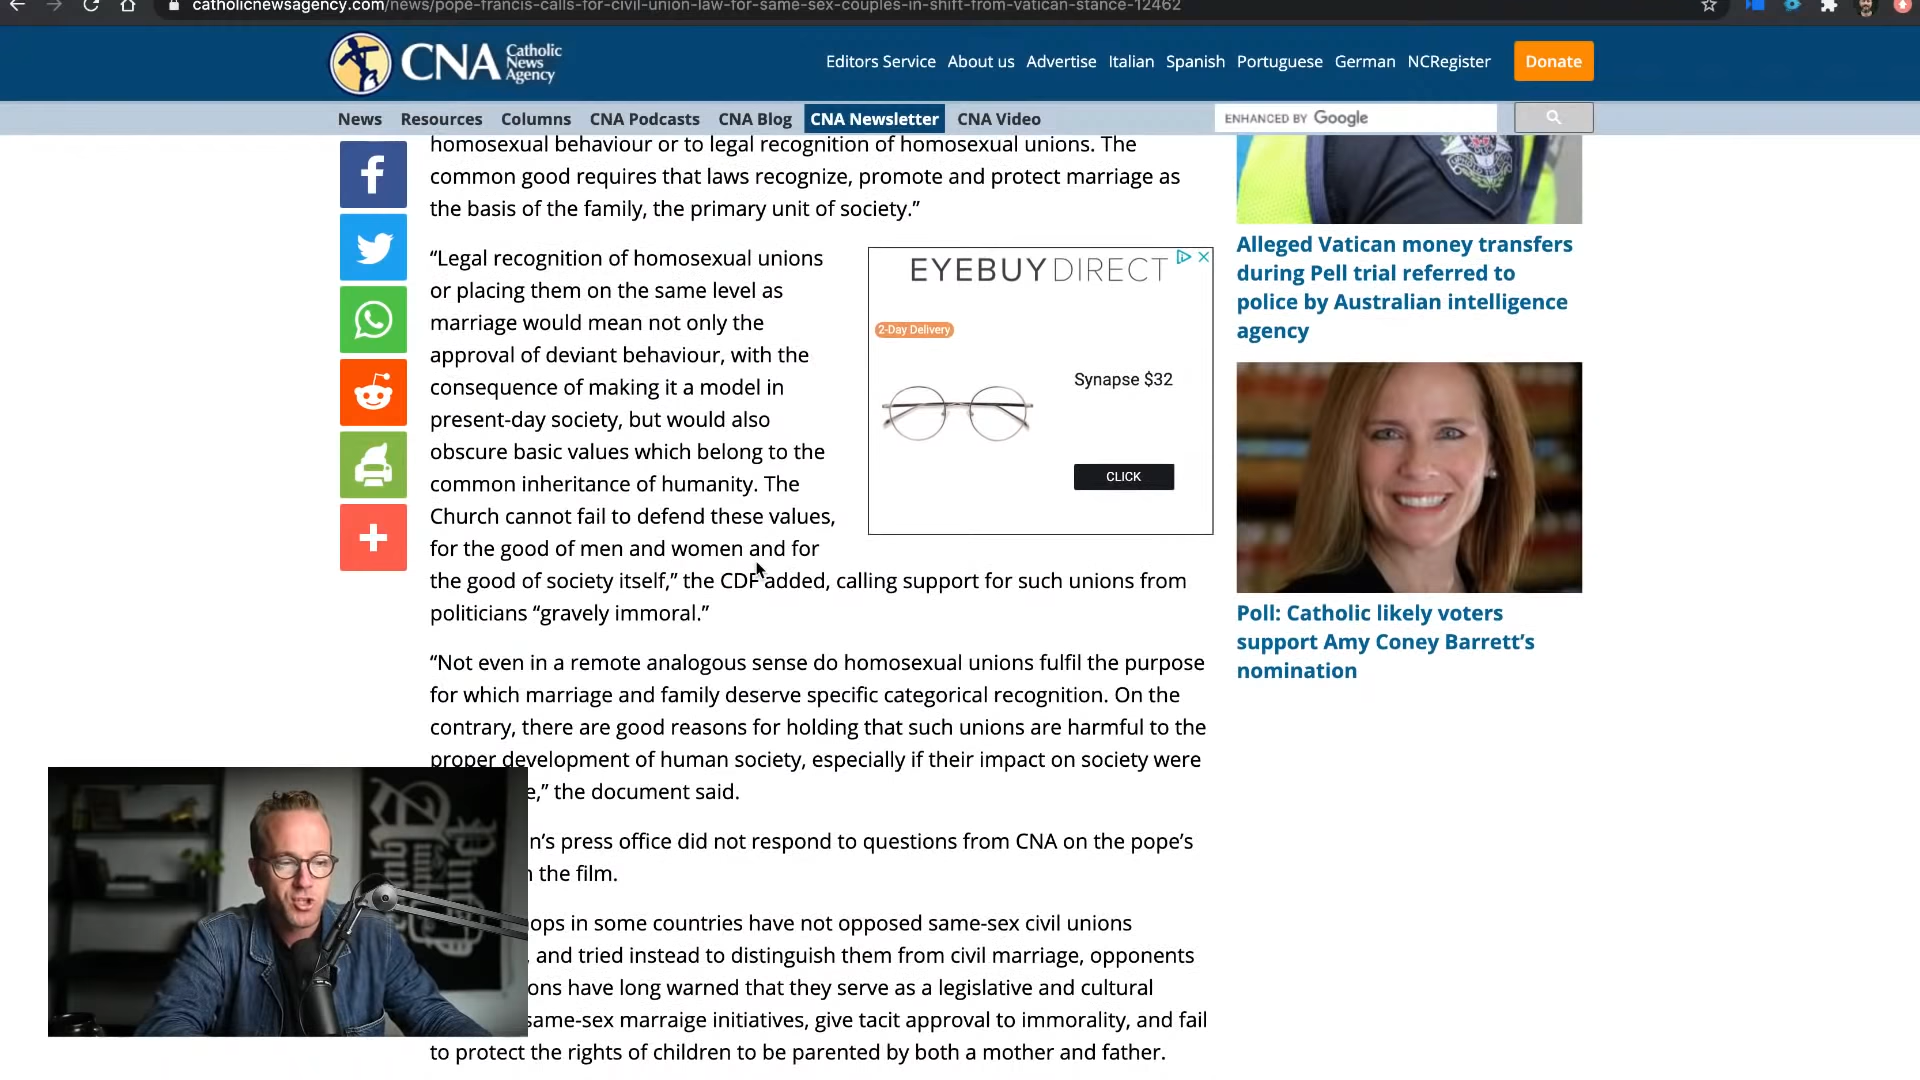 catholicnewsagency.com/news/pope-francis-calls-for-civil-union-law-for-same-sex-couples-in-shift-from-vatican-stance-12462
CNA Catholic
News
Agency
Editors Service About us Advertise Italian Spanish Portuguese German NCRegister Donate
News Resources Columns CNA Podcasts CNA Blog CNA Newsletter CNA Video
ENHANCED BY Google
homosexual behaviour or to legal recognition of homosexual unions. The
common good requires that laws recognize, promote and protect marriage as
the basis of the family, the primary unit of society.”
“Legal recognition of homosexual unions
or placing them on the same level as
marriage would mean not only the
approval of deviant behaviour, with the
consequence of making it a model in
present-day society, but would also
obscure basic values which belong to the
common inheritance of humanity. The
Church cannot fail to defend these values,
for the good of men and women and for
the good of society itself,” the CDF added, calling support for such unions from
politicians “gravely immoral.”
“Not even in a remote analogous sense do homosexual unions fulfil the purpose
for which marriage and family deserve specific categorical recognition. On the
contrary, there are good reasons for holding that such unions are harmful to the
proper development of human society, especially if their impact on society were
e,” the document said.
n’s press office did not respond to questions from CNA on the pope’s
the film.
ops in some countries have not opposed same-sex civil unions
, and tried instead to distinguish them from civil marriage, opponents
ons have long warned that they serve as a legislative and cultural
same-sex marraige initiatives, give tacit approval to immorality, and fail
to protect the rights of children to be parented by both a mother and father.
EYEBUYDIRECT
2-Day Delivery
Synapse $32
CLICK
Alleged Vatican money transfers
during Pell trial referred to
police by Australian intelligence
agency
Poll: Catholic likely voters
support Amy Coney Barrett’s
nomination